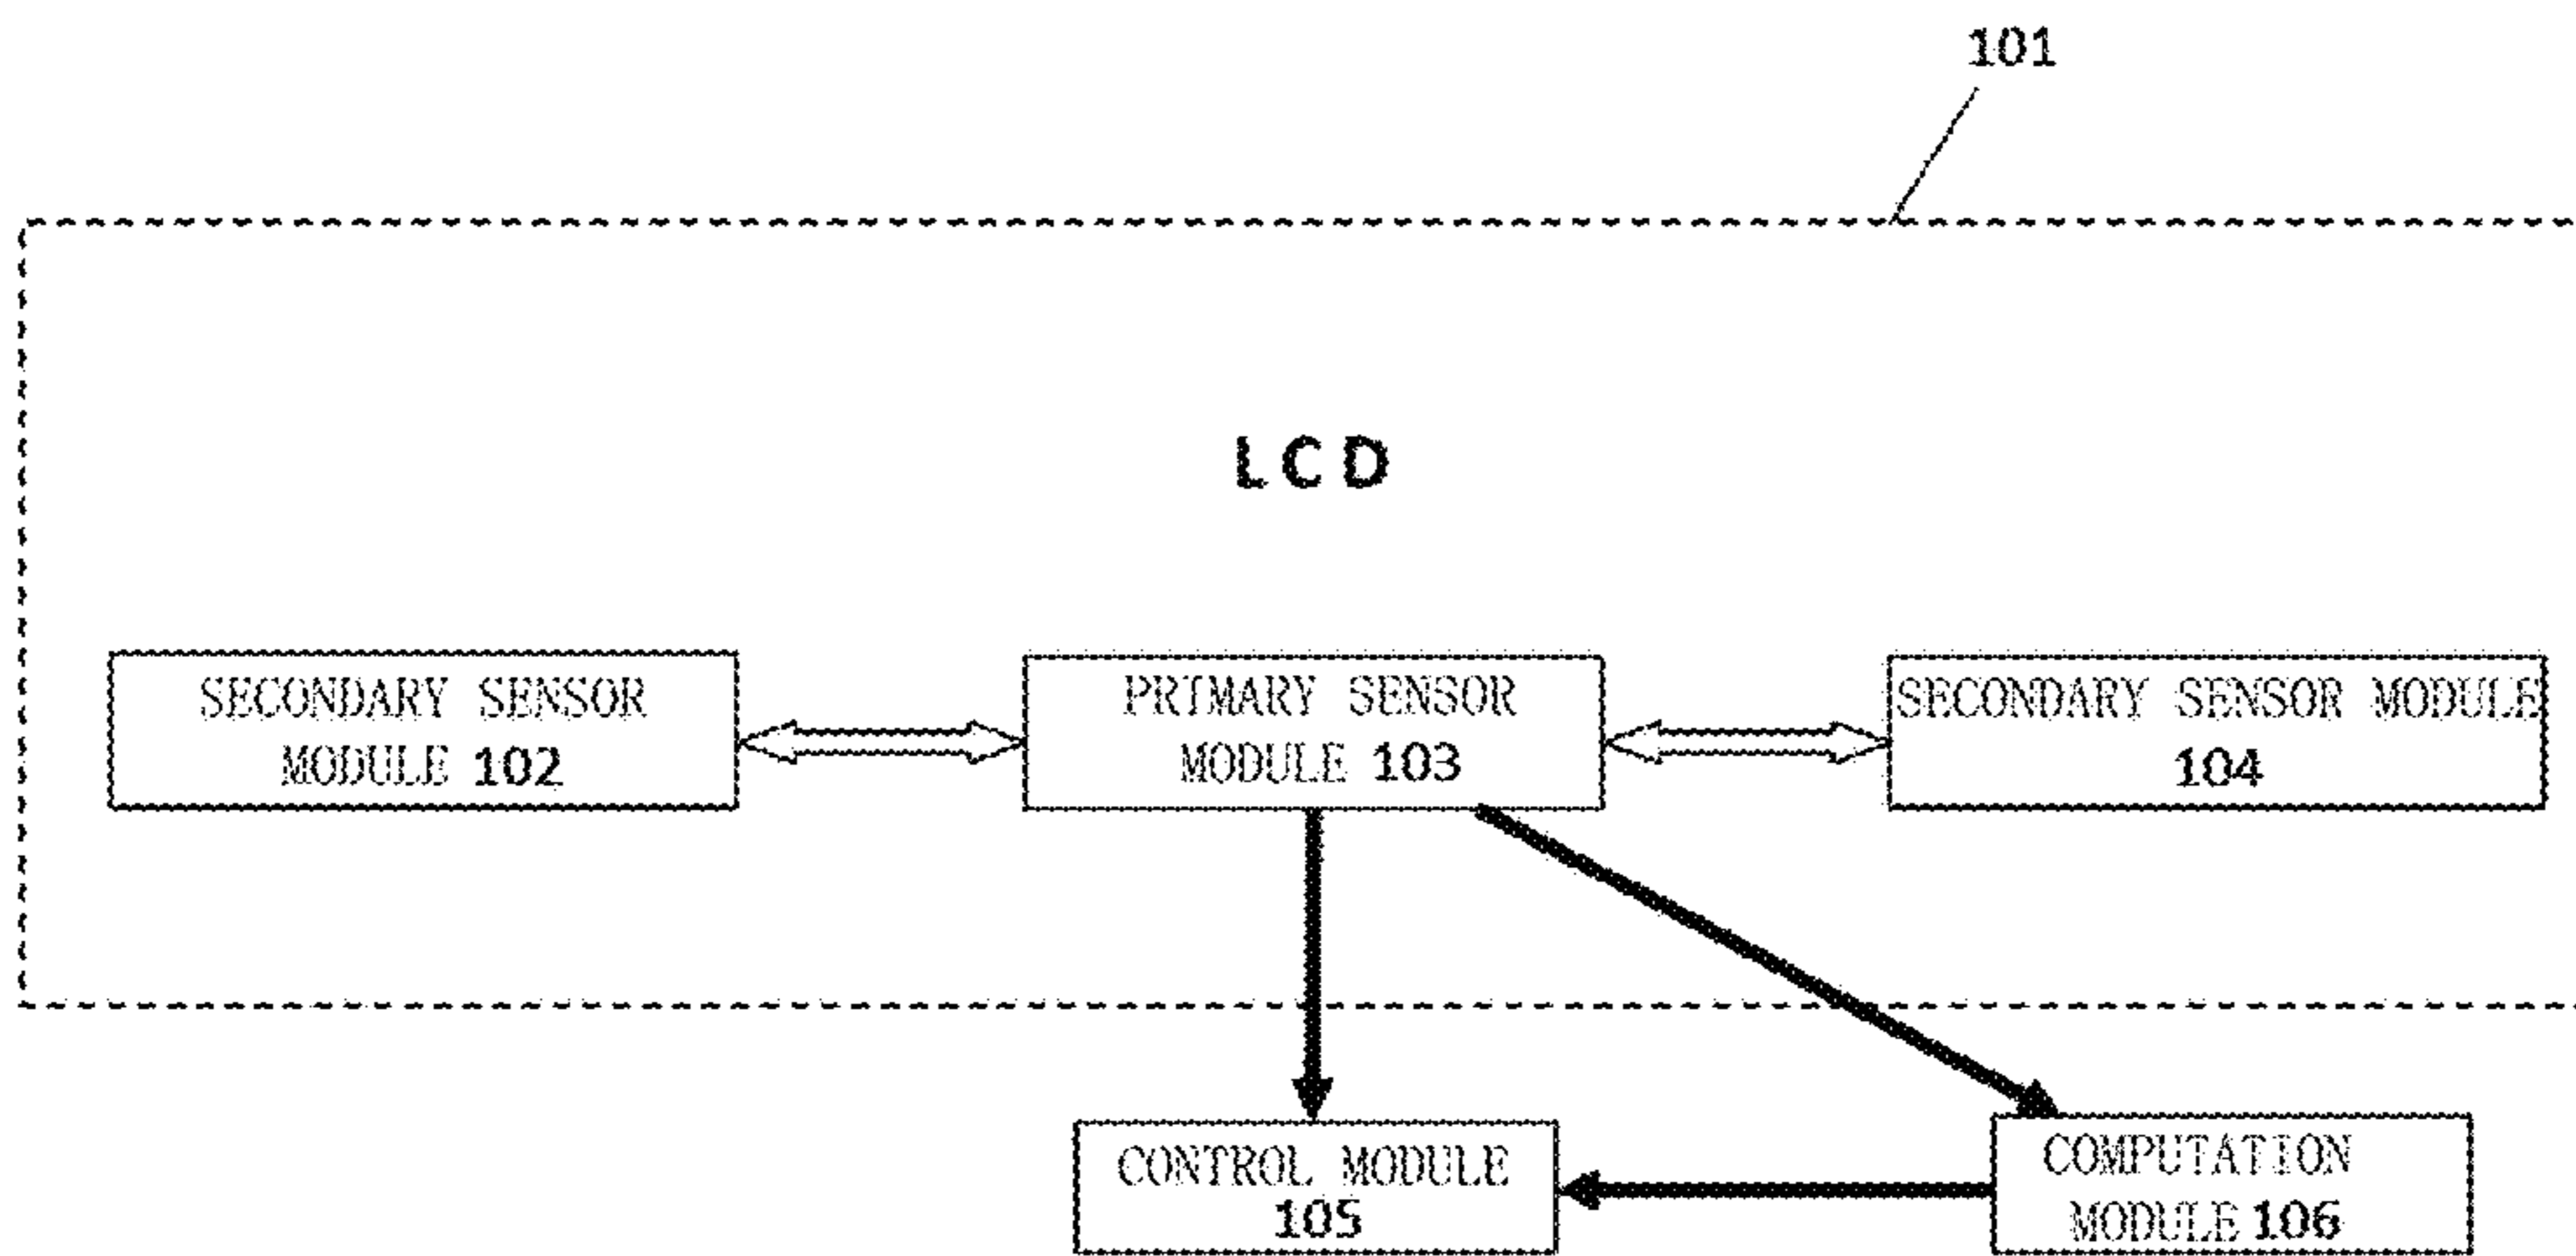 101
LCD
SECONDARY SENSOR
MODULE 102
PRIMARY SENSOR
MODULE 103
SECONDARY SENSOR MODULE
104
CONTROL MODULE
105
COMPUTATION
MODULE 106